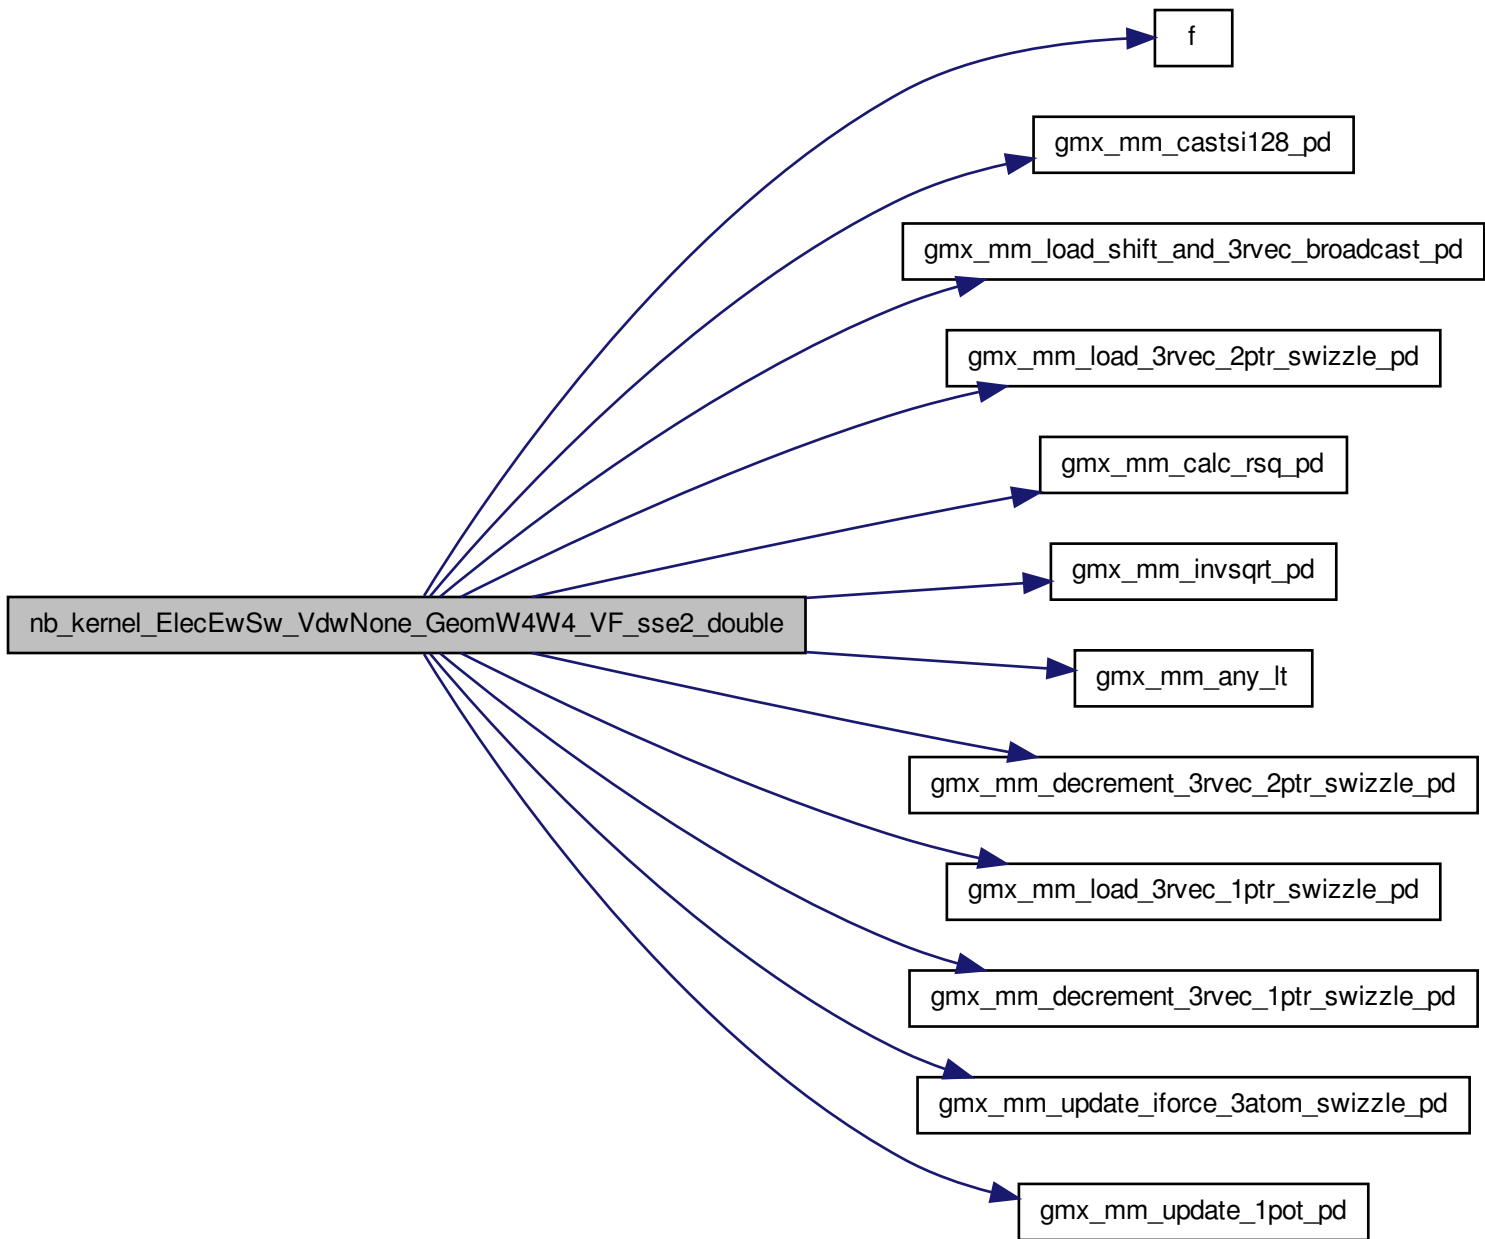 f
gmx_mm_castsi128_pd
gmx_mm_load_shift_and_3rvec_broadcast_pd
gmx_mm_load_3rvec_2ptr_swizzle_pd
gmx_mm_calc_rsq_pd
gmx_mm_invsqrt_pd
nb_kernel_ElecEwSw_VdwNone_GeomW4W4_VF_sse2_double
gmx_mm_any_lt
gmx_mm_decrement_3rvec_2ptr_swizzle_pd
gmx_mm_load_3rvec_1ptr_swizzle_pd
gmx_mm_decrement_3rvec_1ptr_swizzle_pd
gmx_mm_update_iforce_3atom_swizzle_pd
gmx_mm_update_1pot_pd